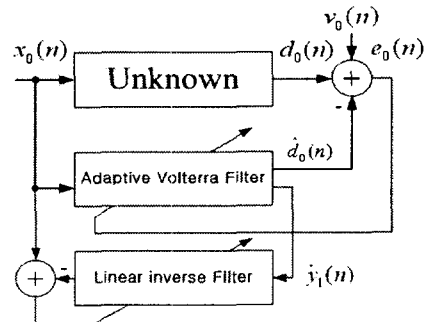 v₀(n)
x₀(n)
d₀(n)
e₀(n)
Unknown
+
-
d̂₀(n)
Adaptive Volterra Filter
+
-
Linear inverse Filter
ŷ₁(n)